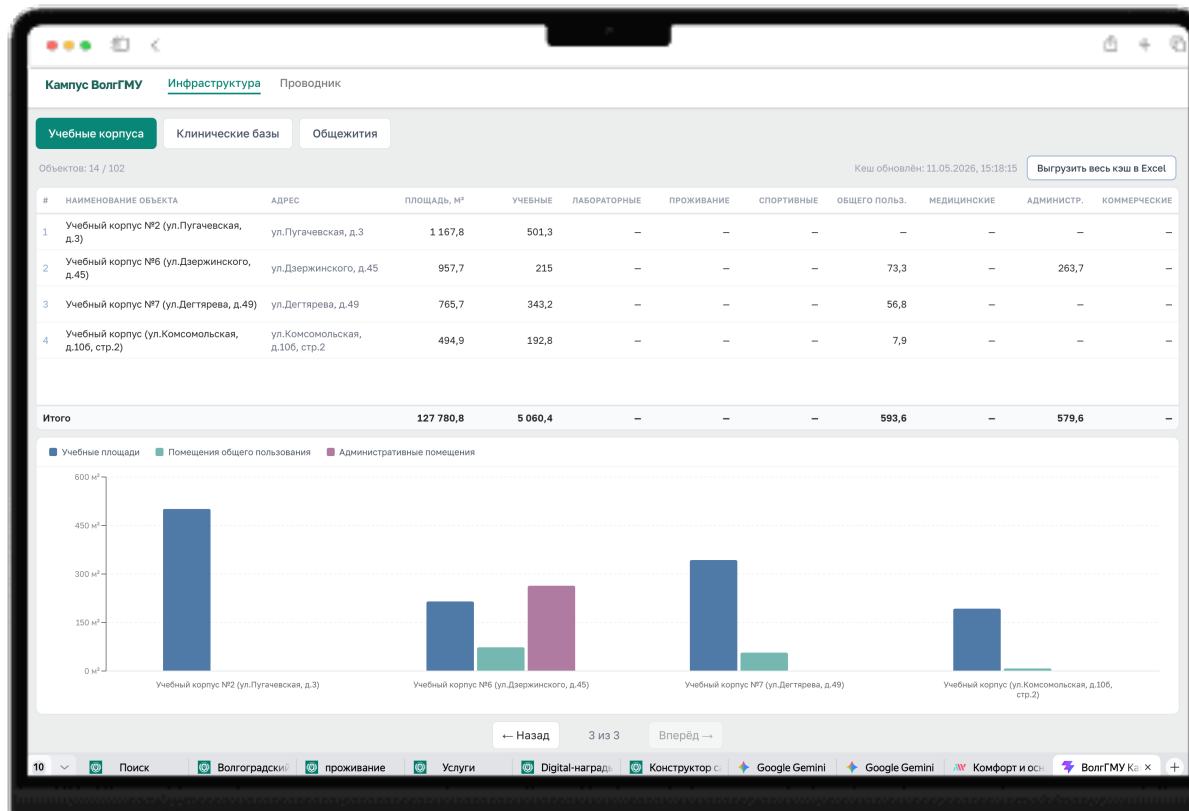 Кампус ВолгГМУ Инфраструктура Проводник
Учебные корпуса Клинические базы Общежития
Объектов: 14 / 102 Кеш обновлён: 11.05.2026, 15:18:15 Выгрузить весь кэш в Excel
# НАИМЕНОВАНИЕ ОБЪЕКТА АДРЕС ПЛОЩАДЬ, М² УЧЕБНЫЕ ЛАБОРАТОРНЫЕ ПРОЖИВАНИЕ СПОРТИВНЫЕ ОБЩЕГО ПОЛЬЗ. МЕДИЦИНСКИЕ АДМИНИСТР. КОММЕРЧЕСКИЕ
1 Учебный корпус №2 (ул.Пугачевская, д.3) ул.Пугачевская, д.3 1 167,8 501,3 – – – – – – –
2 Учебный корпус №6 (ул.Дзержинского, д.45) ул.Дзержинского, д.45 957,7 215 – – – 73,3 – 263,7 –
3 Учебный корпус №7 (ул.Дегтярева, д.49) ул.Дегтярева, д.49 765,7 343,2 – – – 56,8 – – –
4 Учебный корпус (ул.Комсомольская, д.10б, стр.2) ул.Комсомольская, д.10б, стр.2 494,9 192,8 – – – 7,9 – – –
Итого 127 780,8 5 060,4 – – – 593,6 – 579,6 –
Учебные площади Помещения общего пользования Административные помещения
600 м²
450 м²
300 м²
150 м²
0 м²
Учебный корпус №2 (ул.Пугачевская, д.3) Учебный корпус №6 (ул.Дзержинского, д.45) Учебный корпус №7 (ул.Дегтярева, д.49) Учебный корпус (ул.Комсомольская, д.10б,
стр.2)
← Назад 3 из 3 Вперёд →
10 Поиск Волгоградский проживание Услуги Digital-наград Конструктор с Google Gemini Google Gemini Комфорт и осн ВолгГМУ Ка × +